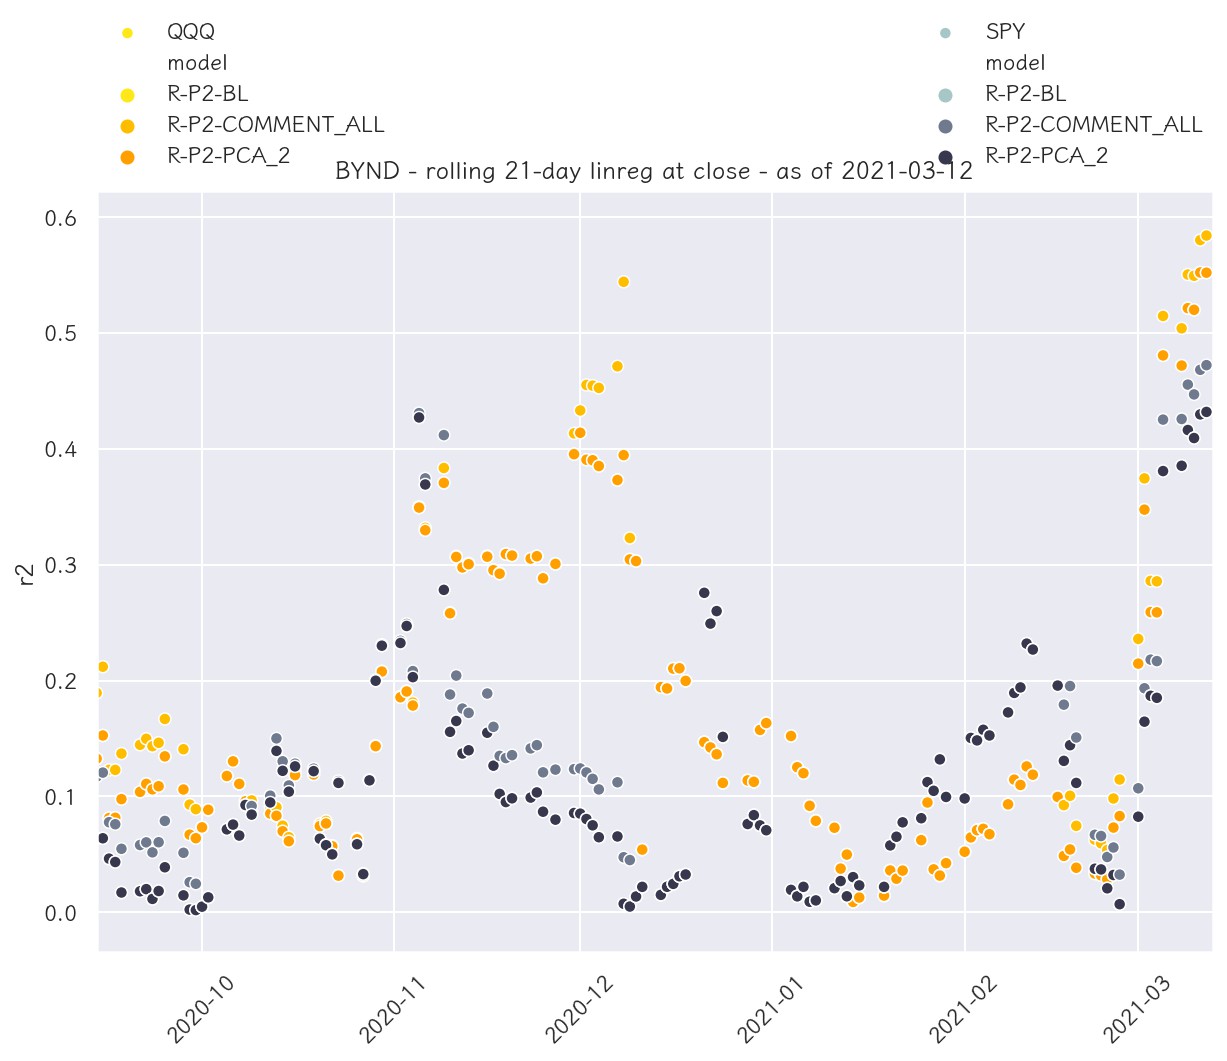 QQQ
model
R-P2-BL
R-P2-COMMENT_ALL
R-P2-PCA_2
SPY
model
R-P2-BL
R-P2-COMMENT_ALL
R-P2-PCA_2
BYND - rolling 21-day linreg at close - as of 2021-03-12
r2
0.6
0.5
0.4
0.3
0.2
0.1
0.0
2020-10
2020-11
2020-12
2021-01
2021-02
2021-03